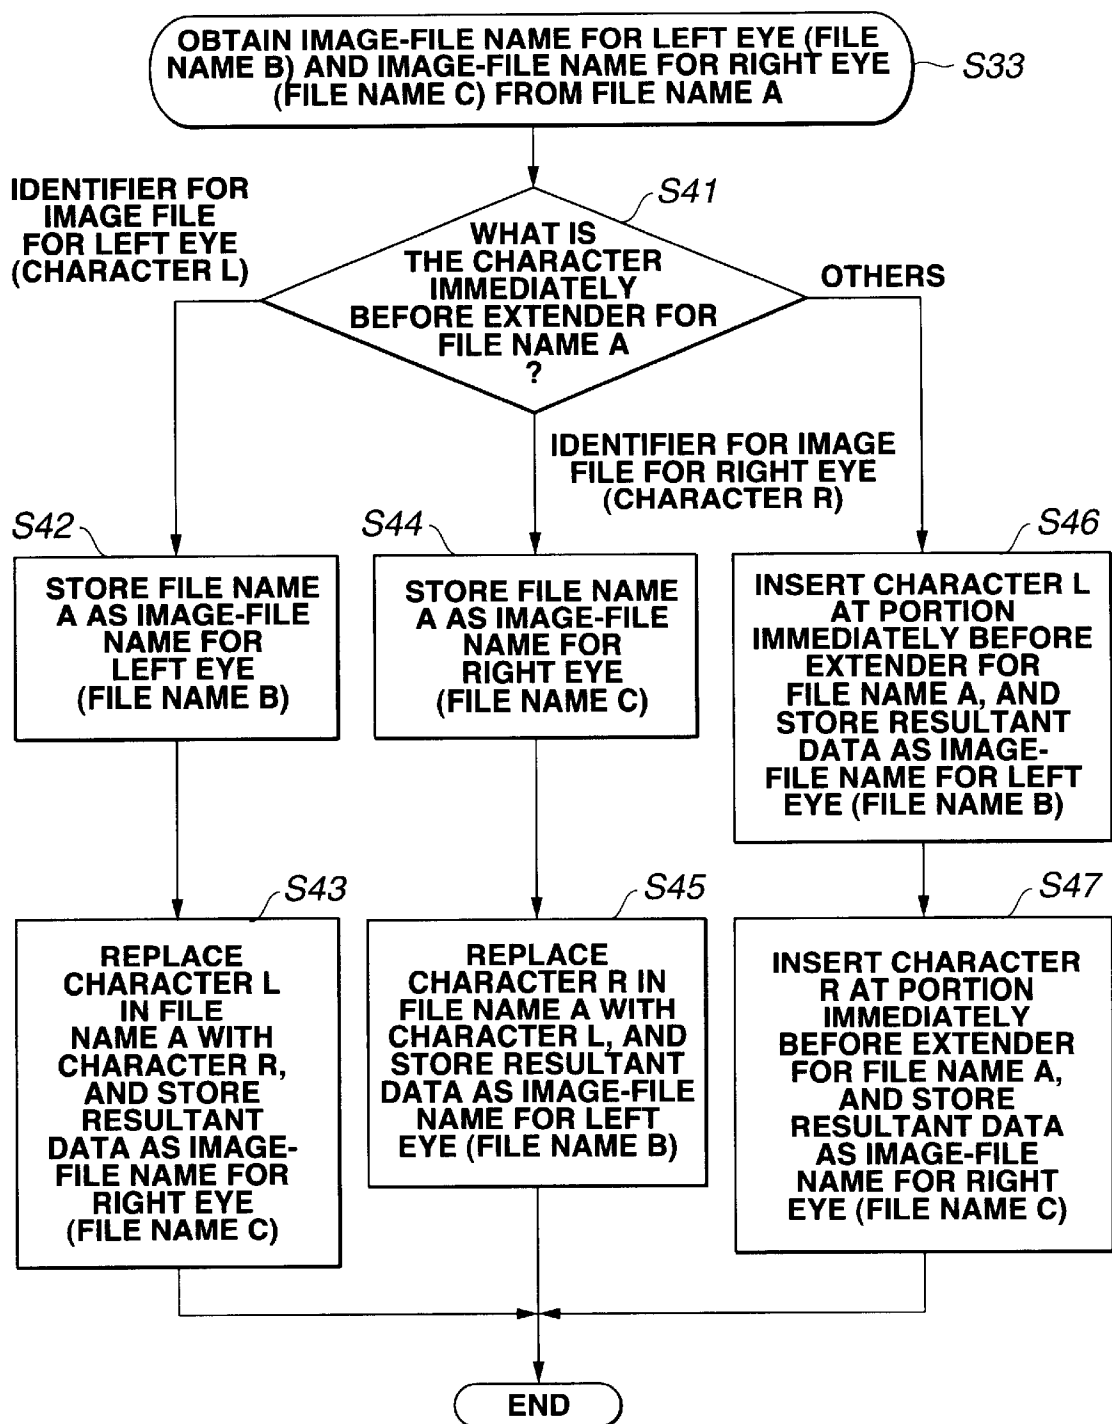 OBTAIN IMAGE-FILE NAME FOR LEFT EYE (FILE
NAME B) AND IMAGE-FILE NAME FOR RIGHT EYE
(FILE NAME C) FROM FILE NAME A
S33
IDENTIFIER FOR
IMAGE FILE
FOR LEFT EYE
(CHARACTER L)
S41
WHAT IS
THE CHARACTER
IMMEDIATELY
BEFORE EXTENDER FOR
FILE NAME A
?
OTHERS
IDENTIFIER FOR IMAGE
FILE FOR RIGHT EYE
(CHARACTER R)
S42
STORE FILE NAME
A AS IMAGE-FILE
NAME FOR
LEFT EYE
(FILE NAME B)
S44
STORE FILE NAME
A AS IMAGE-FILE
NAME FOR
RIGHT EYE
(FILE NAME C)
S46
INSERT CHARACTER L
AT PORTION
IMMEDIATELY BEFORE
EXTENDER FOR
FILE NAME A, AND
STORE RESULTANT
DATA AS IMAGE-
FILE NAME FOR LEFT
EYE (FILE NAME B)
S43
REPLACE
CHARACTER L
IN FILE
NAME A WITH
CHARACTER R,
AND STORE
RESULTANT
DATA AS IMAGE-
FILE NAME FOR
RIGHT EYE
(FILE NAME C)
S45
REPLACE
CHARACTER R IN
FILE NAME A WITH
CHARACTER L, AND
STORE RESULTANT
DATA AS IMAGE-FILE
NAME FOR LEFT
EYE (FILE NAME B)
S47
INSERT CHARACTER
R AT PORTION
IMMEDIATELY
BEFORE EXTENDER
FOR FILE NAME A,
AND STORE
RESULTANT DATA
AS IMAGE-FILE
NAME FOR RIGHT
EYE (FILE NAME C)
END